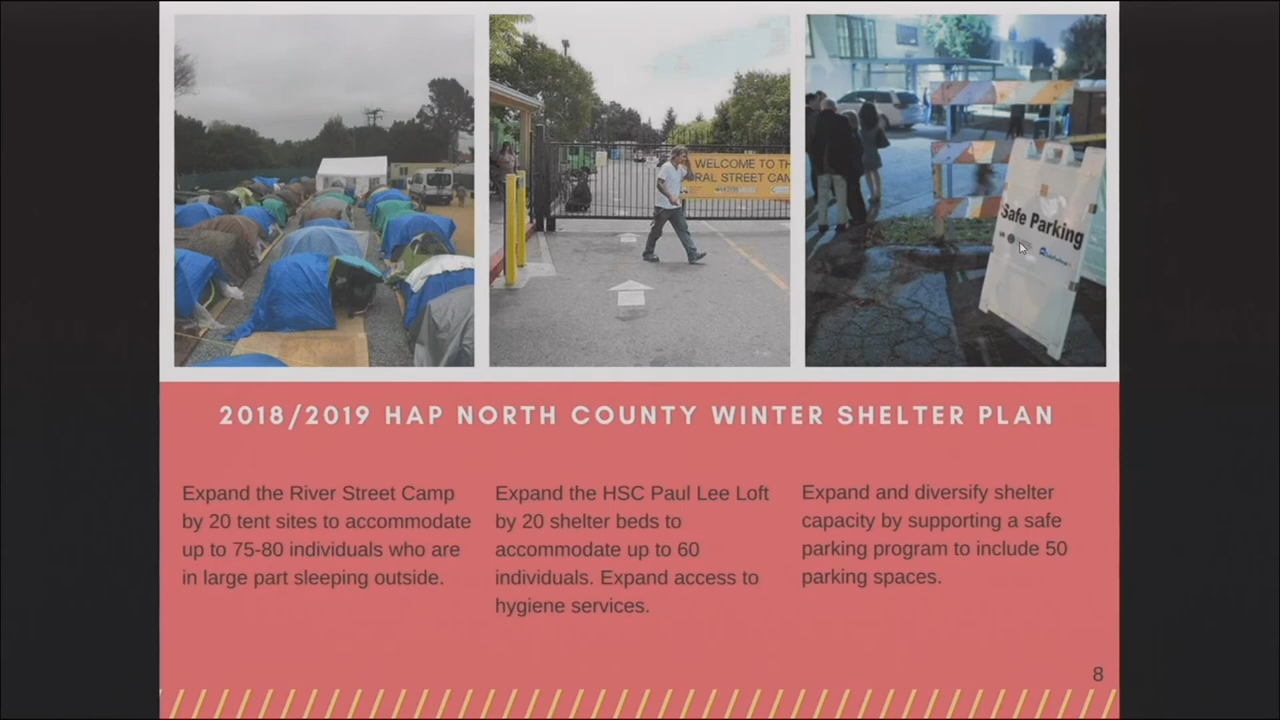 WELCOME TO TH
ORAL STREET CAM
Safe Parking
2018/2019 HAP NORTH COUNTY WINTER SHELTER PLAN
Expand the River Street Camp
by 20 tent sites to accommodate
up to 75-80 individuals who are
in large part sleeping outside.
Expand the HSC Paul Lee Loft
by 20 shelter beds to
accommodate up to 60
individuals. Expand access to
hygiene services.
Expand and diversify shelter
capacity by supporting a safe
parking program to include 50
parking spaces.
8